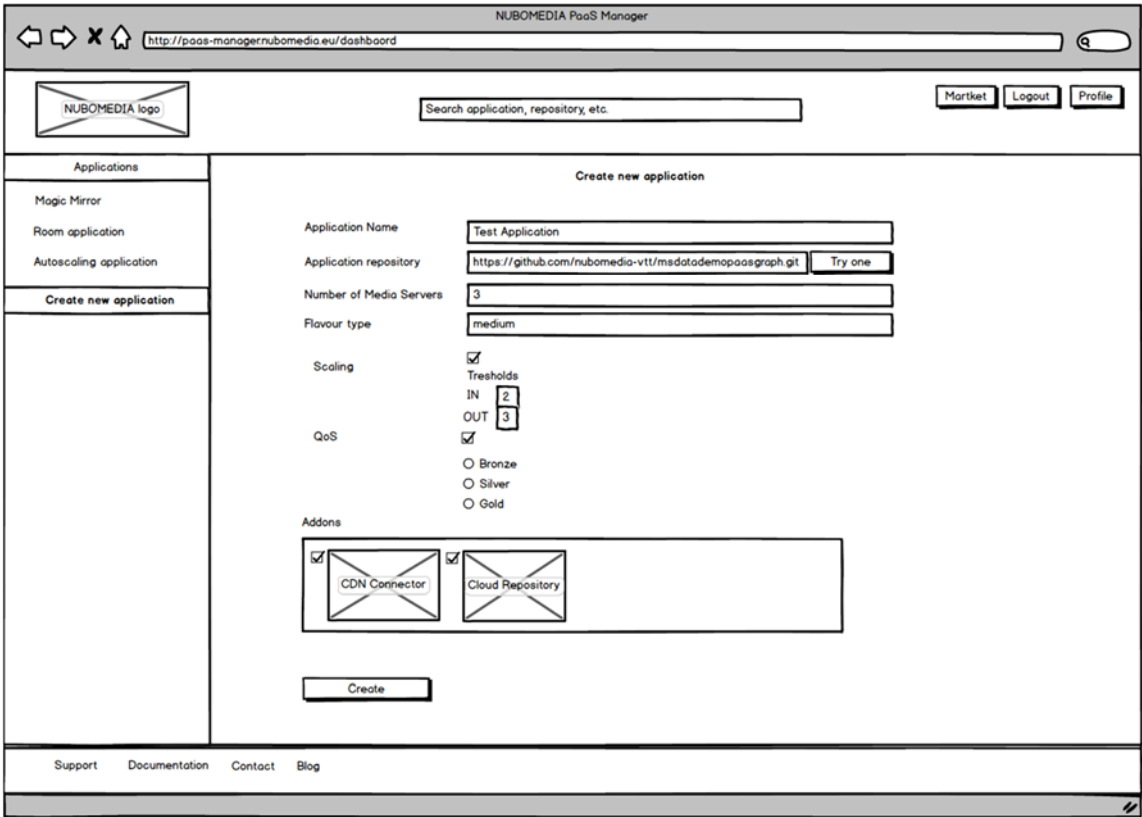 NUBOMEDIA PaaS Manager
http://paas-manager.nubomedia.eu/dashbaord
NUBOMEDIA logo
Search application, repository, etc.
Martket Logout Profile
Applications
Magic Mirror
Room application
Autoscaling application
Create new application
Create new application
Application Name Test Application
Application repository https://github.com/nubomedia-vtt/msdatademopaasgraph.git Try one
Number of Media Servers 3
Flavour type medium
Scaling
Tresholds
IN 2
OUT 3
QoS
Bronze
Silver
Gold
Addons
CDN Connector Cloud Repository
Create
Support Documentation Contact Blog